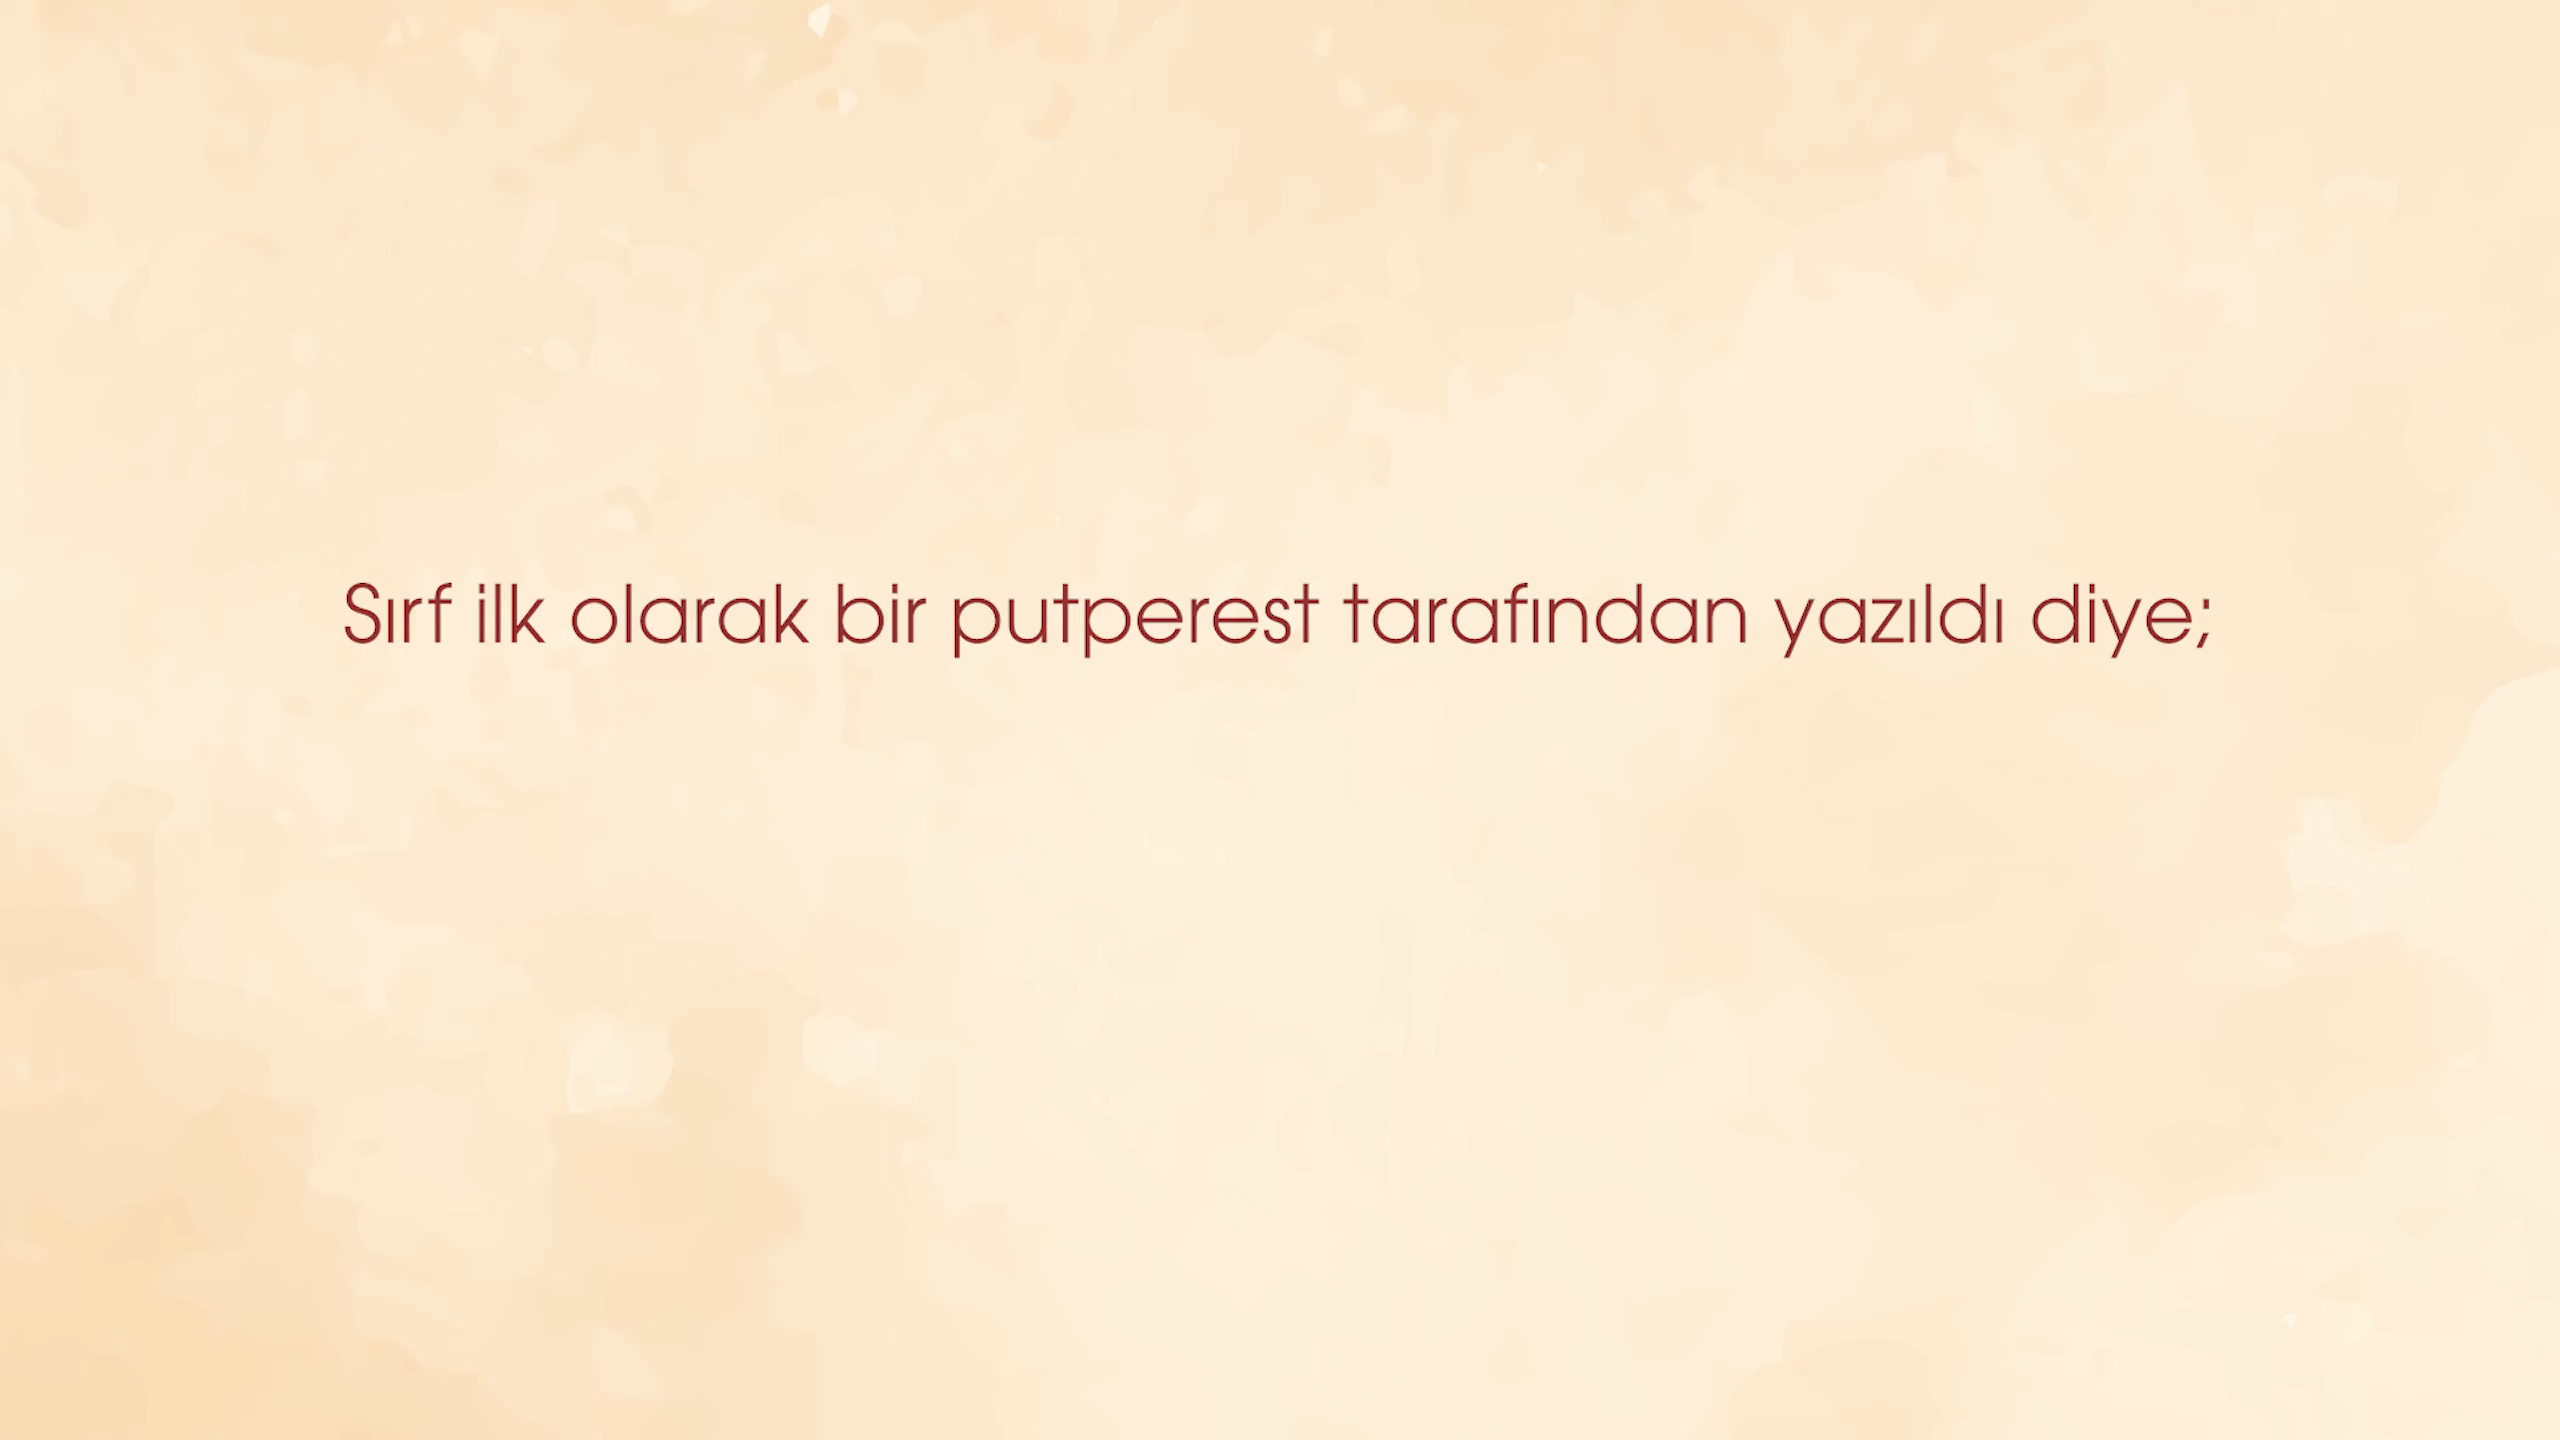 Sırf ilk olarak bir putperest tarafından yazıldı diye;